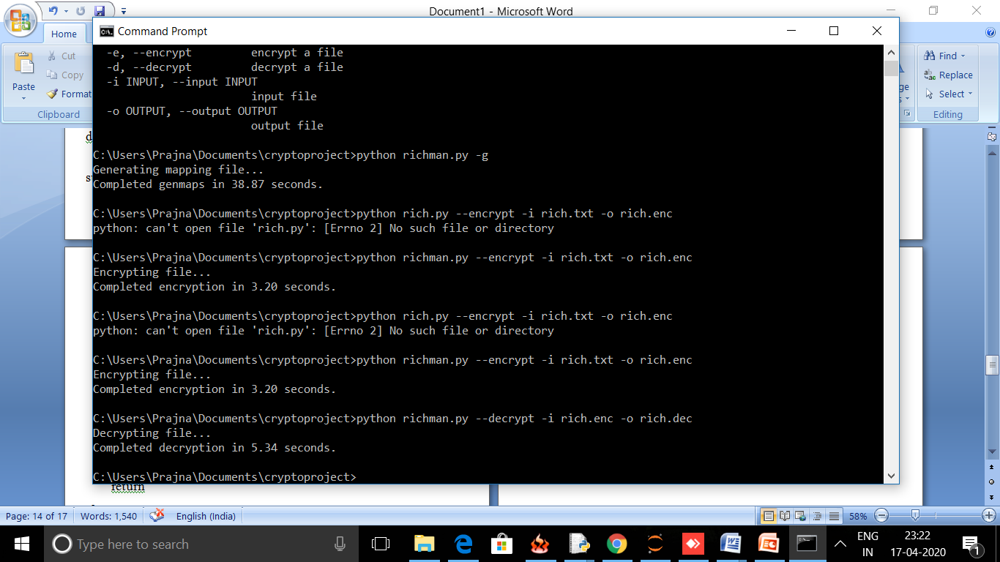 Document1 - Microsoft Word
Home
Command Prompt
Cut
Copy
Format
Paste
Clipboard
Find
Replace
Select
Editing
-e, --encrypt         encrypt a file
-d, --decrypt         decrypt a file
-i INPUT, --input INPUT
input file
-o OUTPUT, --output OUTPUT
output file
C:\Users\Prajna\Documents\cryptoproject>python richman.py -g
Generating mapping file...
Completed genmaps in 38.87 seconds.
C:\Users\Prajna\Documents\cryptoproject>python rich.py --encrypt -i rich.txt -o rich.enc
python: can't open file 'rich.py': [Errno 2] No such file or directory
C:\Users\Prajna\Documents\cryptoproject>python richman.py --encrypt -i rich.txt -o rich.enc
Encrypting file...
Completed encryption in 3.20 seconds.
C:\Users\Prajna\Documents\cryptoproject>python rich.py --encrypt -i rich.txt -o rich.enc
python: can't open file 'rich.py': [Errno 2] No such file or directory
C:\Users\Prajna\Documents\cryptoproject>python richman.py --encrypt -i rich.txt -o rich.enc
Encrypting file...
Completed encryption in 3.20 seconds.
C:\Users\Prajna\Documents\cryptoproject>python richman.py --decrypt -i rich.enc -o rich.dec
Decrypting file...
Completed decryption in 5.34 seconds.
C:\Users\Prajna\Documents\cryptoproject>
return
Page: 14 of 17
Words: 1,540
English (India)
58%
Type here to search
ENG
IN
23:22
17-04-2020
1